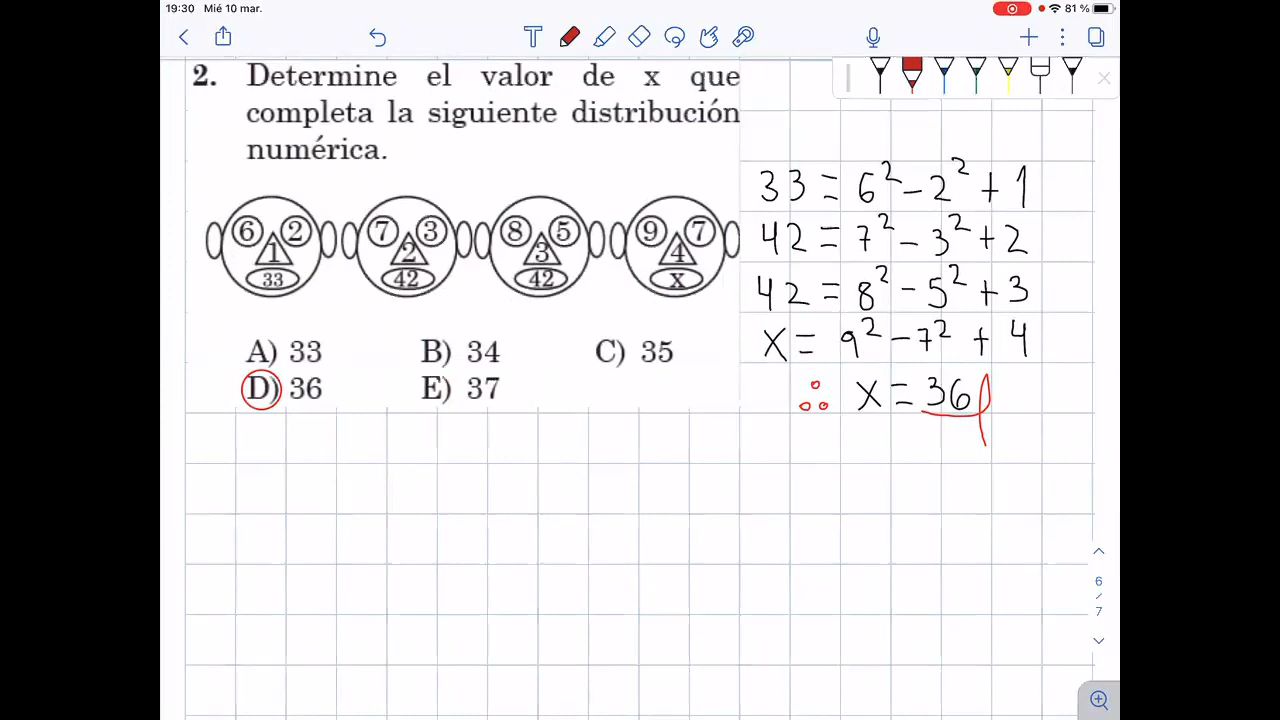 19:30 Mié 10 mar.
81 %
2. Determine el valor de x que
completa la siguiente distribución
numérica.
6 2 7 3 8 5 9 7
1 2 3 4
33 42 42 x
A) 33 B) 34 C) 35
D) 36 E) 37
33 = 6² - 2² + 1
42 = 7² - 3² + 2
42 = 8² - 5² + 3
x = 9² - 7² + 4
∴ x = 36
6
/
7